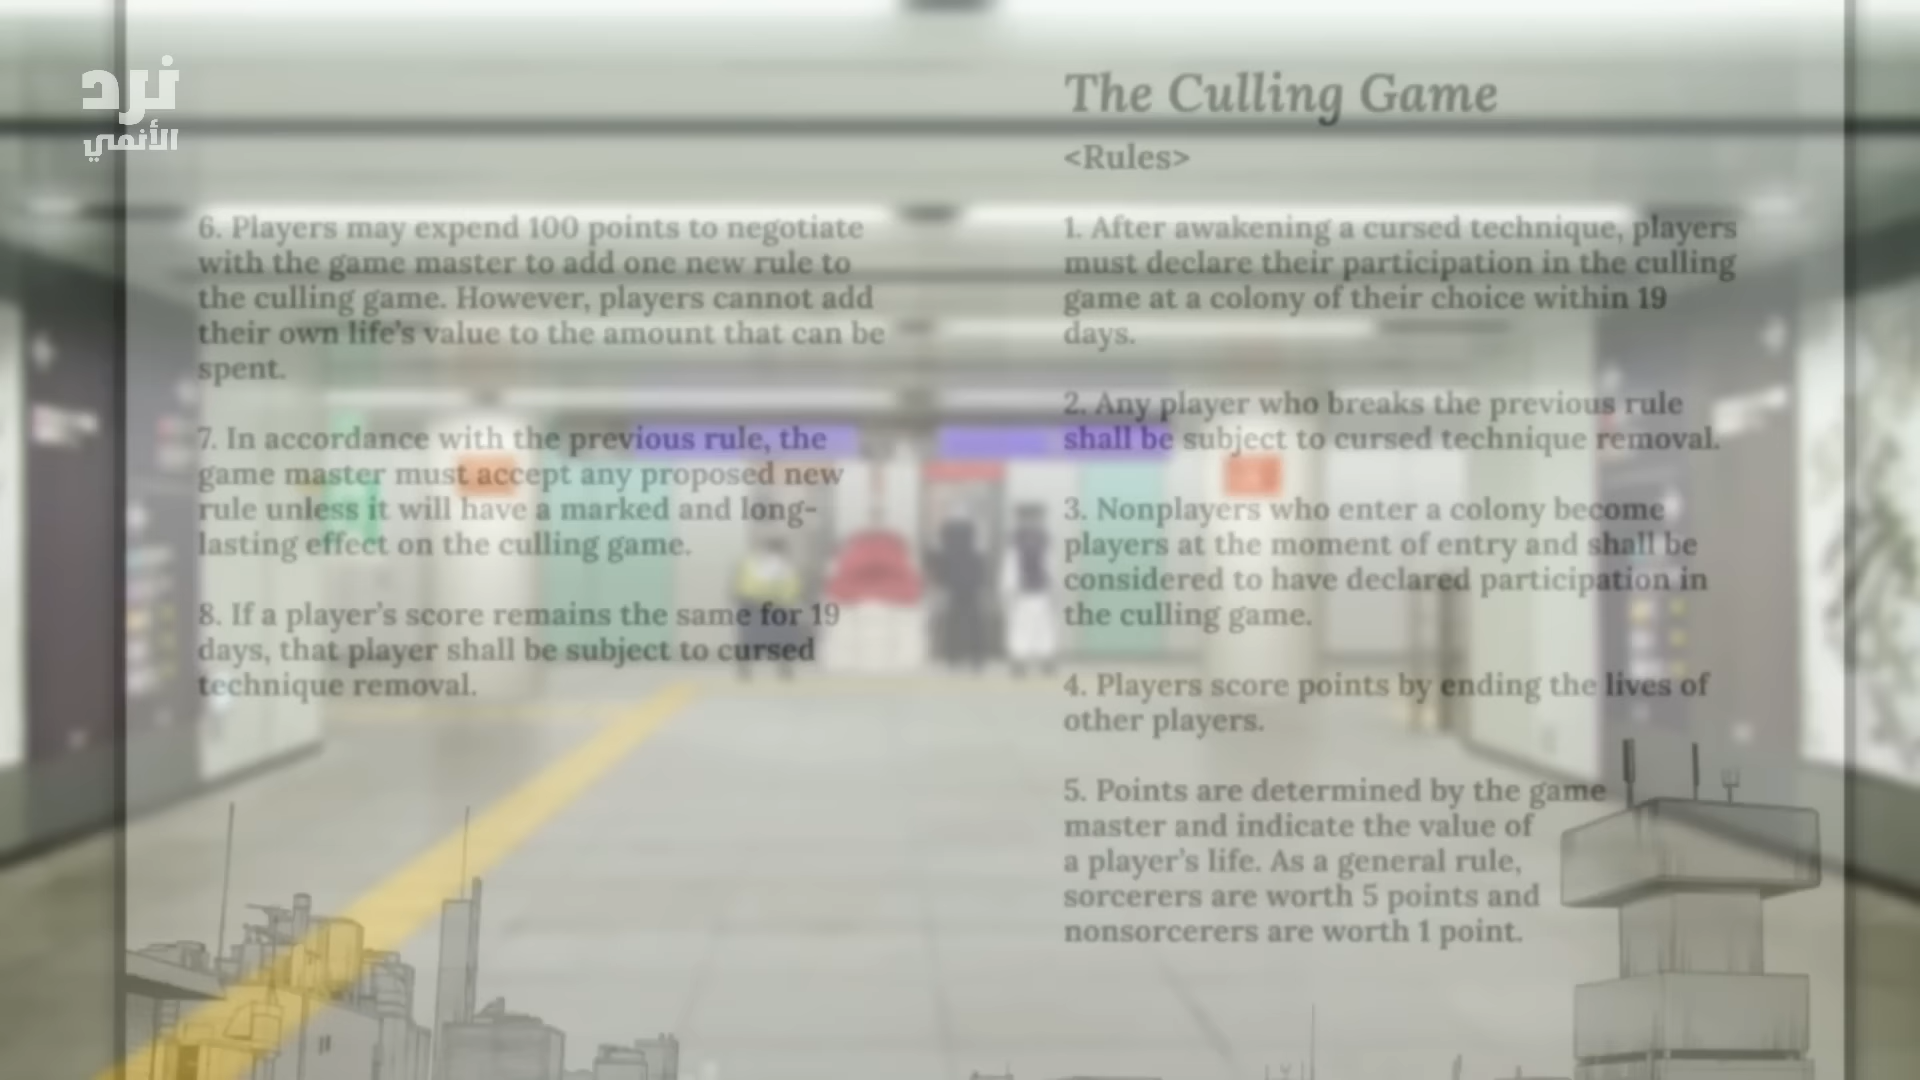 نرد
الأنمي
The Culling Game
<Rules>
1. After awakening a cursed technique, players
must declare their participation in the culling
game at a colony of their choice within 19
days.
2. Any player who breaks the previous rule
shall be subject to cursed technique removal.
3. Nonplayers who enter a colony become
players at the moment of entry and shall be
considered to have declared participation in
the culling game.
4. Players score points by ending the lives of
other players.
5. Points are determined by the game
master and indicate the value of
a player’s life. As a general rule,
sorcerers are worth 5 points and
nonsorcerers are worth 1 point.
6. Players may expend 100 points to negotiate
with the game master to add one new rule to
the culling game. However, players cannot add
their own life’s value to the amount that can be
spent.
7. In accordance with the previous rule, the
game master must accept any proposed new
rule unless it will have a marked and long-
lasting effect on the culling game.
8. If a player’s score remains the same for 19
days, that player shall be subject to cursed
technique removal.